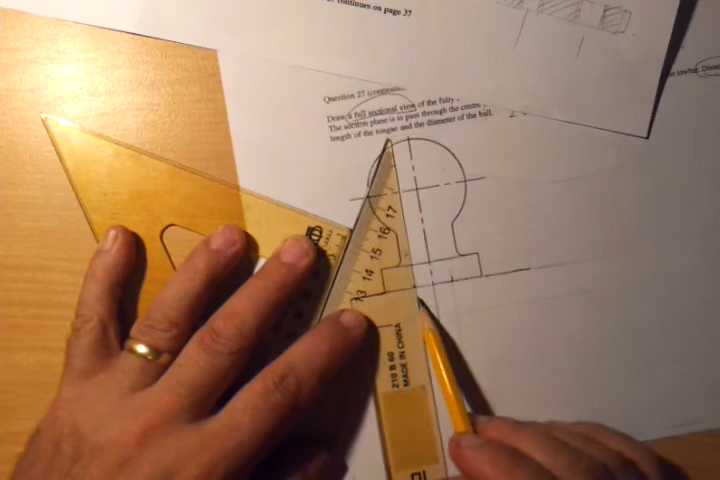 continues on page 37
Question 27 (continued)
Draw a full sectional view of the fully
The section plane is to pass through the centre
length of the tongue and the diameter of the ball.
17
16
15
14
13
210 B 60
MADE IN CHINA